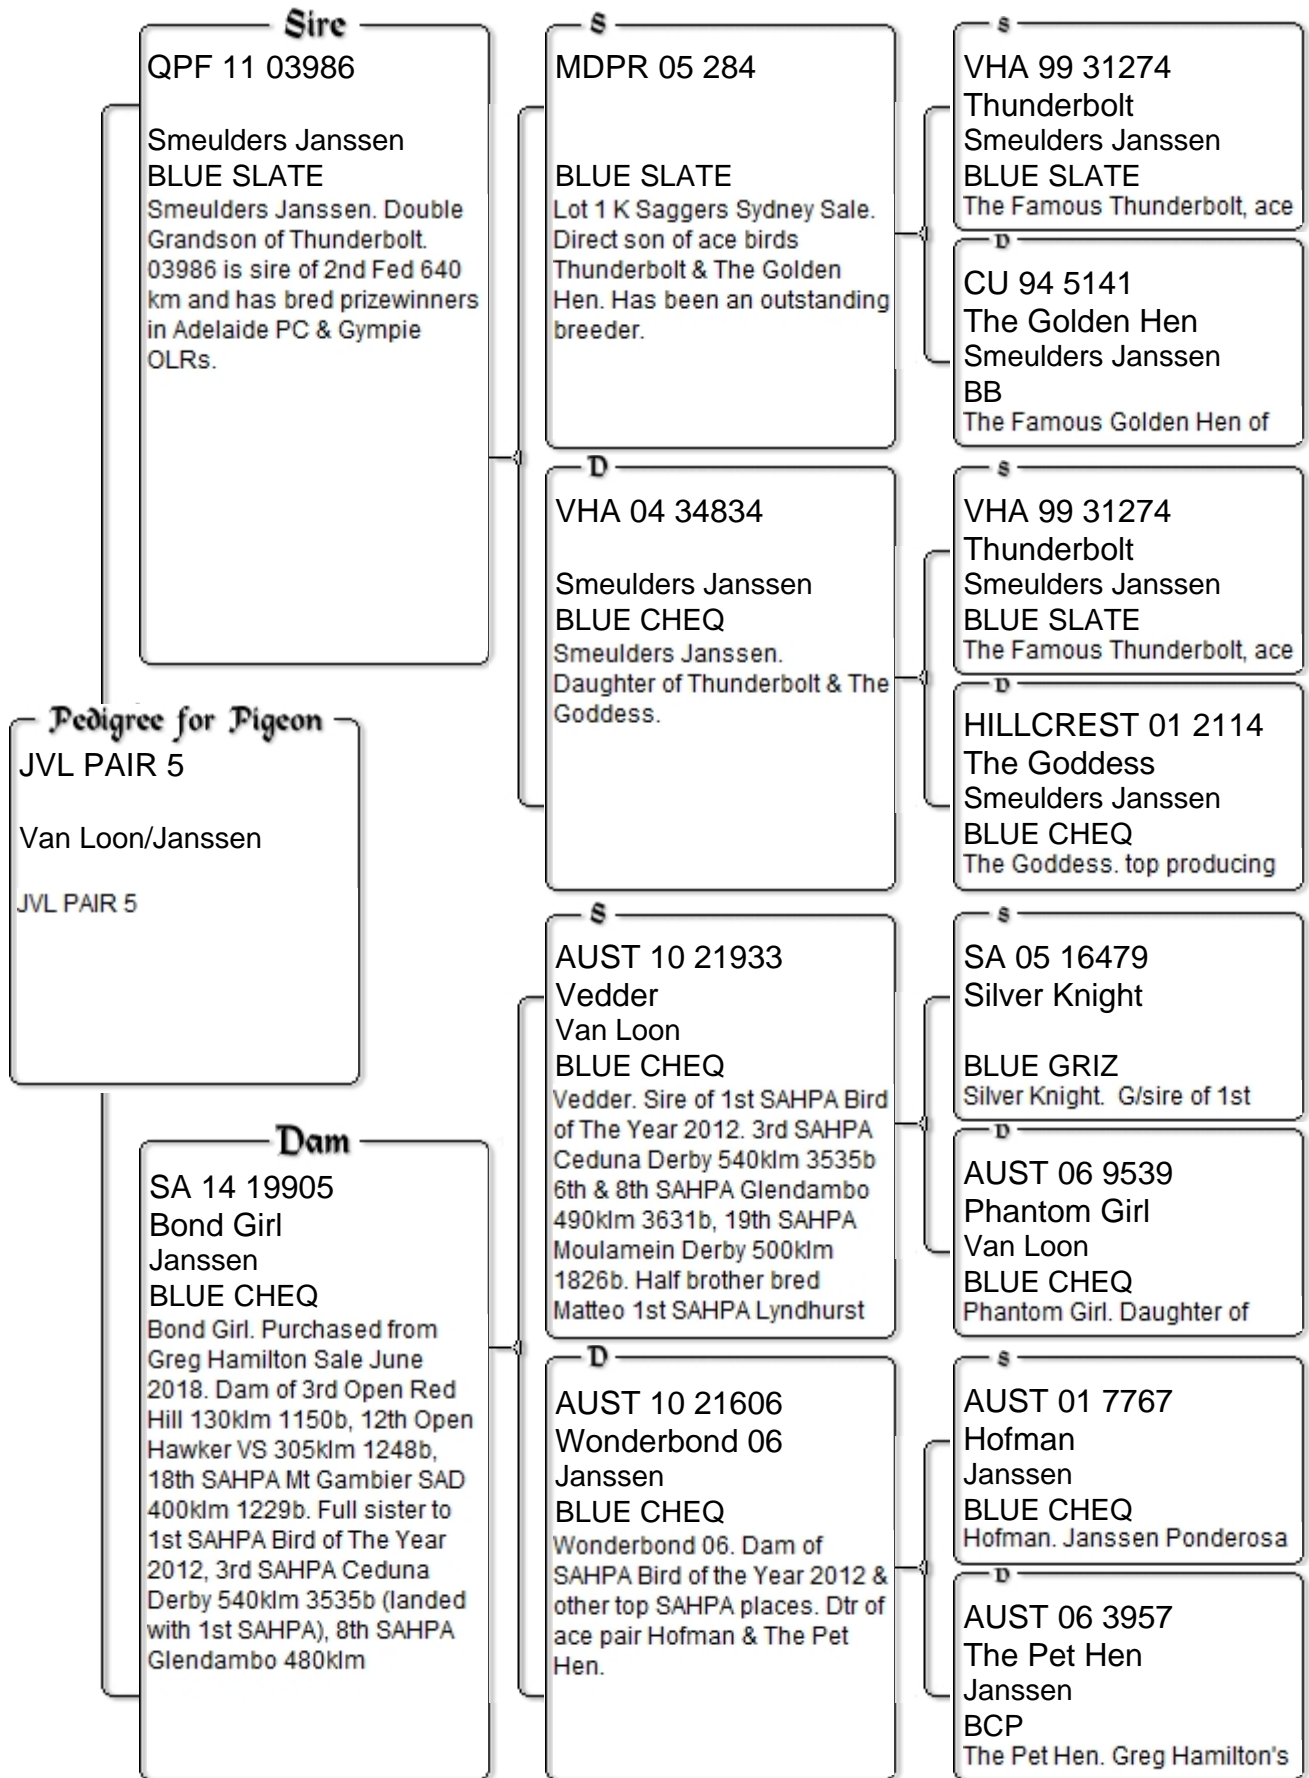 Sire
QPF 11 03986
Smeulders Janssen
BLUE SLATE
Smeulders Janssen. Double
Grandson of Thunderbolt.
03986 is sire of 2nd Fed 640
km and has bred prizewinners
in Adelaide PC & Gympie
OLRs.
S
MDPR 05 284
BLUE SLATE
Lot 1 K Saggers Sydney Sale.
Direct son of ace birds
Thunderbolt & The Golden
Hen. Has been an outstanding
breeder.
S
VHA 99 31274
Thunderbolt
Smeulders Janssen
BLUE SLATE
The Famous Thunderbolt, ace
D
CU 94 5141
The Golden Hen
Smeulders Janssen
BB
The Famous Golden Hen of
D
VHA 04 34834
Smeulders Janssen
BLUE CHEQ
Smeulders Janssen.
Daughter of Thunderbolt & The
Goddess.
S
VHA 99 31274
Thunderbolt
Smeulders Janssen
BLUE SLATE
The Famous Thunderbolt, ace
D
HILLCREST 01 2114
The Goddess
Smeulders Janssen
BLUE CHEQ
The Goddess. top producing
Pedigree for Pigeon
JVL PAIR 5
Van Loon/Janssen
JVL PAIR 5
Dam
SA 14 19905
Bond Girl
Janssen
BLUE CHEQ
Bond Girl. Purchased from
Greg Hamilton Sale June
2018. Dam of 3rd Open Red
Hill 130klm 1150b, 12th Open
Hawker VS 305klm 1248b,
18th SAHPA Mt Gambier SAD
400klm 1229b. Full sister to
1st SAHPA Bird of The Year
2012, 3rd SAHPA Ceduna
Derby 540klm 3535b (landed
with 1st SAHPA), 8th SAHPA
Glendambo 480klm
S
AUST 10 21933
Vedder
Van Loon
BLUE CHEQ
Vedder. Sire of 1st SAHPA Bird
of The Year 2012. 3rd SAHPA
Ceduna Derby 540klm 3535b
6th & 8th SAHPA Glendambo
490klm 3631b, 19th SAHPA
Moulamein Derby 500klm
1826b. Half brother bred
Matteo 1st SAHPA Lyndhurst
S
SA 05 16479
Silver Knight
BLUE GRIZ
Silver Knight.  G/sire of 1st
D
AUST 06 9539
Phantom Girl
Van Loon
BLUE CHEQ
Phantom Girl. Daughter of
D
AUST 10 21606
Wonderbond 06
Janssen
BLUE CHEQ
Wonderbond 06. Dam of
SAHPA Bird of the Year 2012 &
other top SAHPA places. Dtr of
ace pair Hofman & The Pet
Hen.
S
AUST 01 7767
Hofman
Janssen
BLUE CHEQ
Hofman. Janssen Ponderosa
D
AUST 06 3957
The Pet Hen
Janssen
BCP
The Pet Hen. Greg Hamilton's